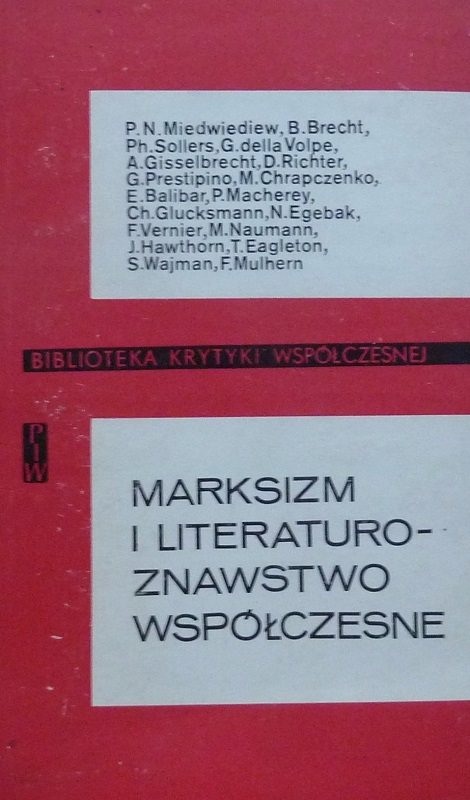 P.N.Miedwiediew, B.Brecht,
Ph.Sollers, G.della Volpe,
A.Gisselbrecht, D.Richter,
G.Prestipino, M.Chrapczenko,
E.Balibar, P.Macherey,
Ch.Glucksmann, N.Egebak,
F.Vernier, M.Naumann,
J.Hawthorn, T.Eagleton,
S.Wajman, F.Mulhern
BIBLIOTEKA KRYTYKI WSPÓŁCZESNEJ
PIW
MARKSIZM
I LITERATURO-
ZNAWSTWO
WSPÓŁCZESNE